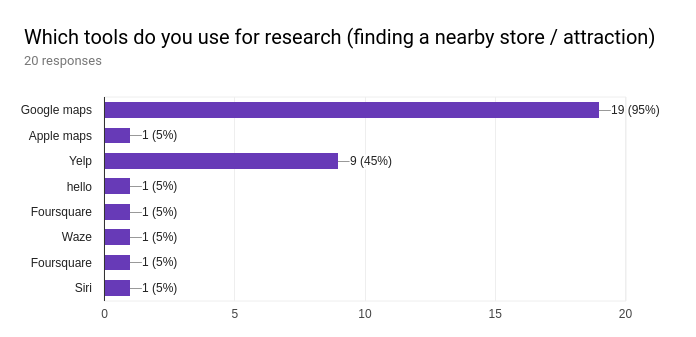 Which tools do you use for research (finding a nearby store / attraction)
20 responses
Google maps 19 (95%)
Apple maps 1 (5%)
Yelp 9 (45%)
hello 1 (5%)
Foursquare 1 (5%)
Waze 1 (5%)
Foursquare 1 (5%)
Siri 1 (5%)
0 5 10 15 20